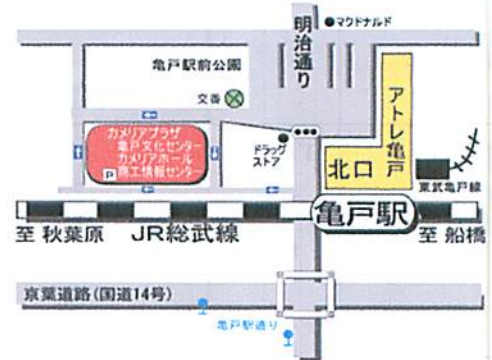 マクドナルド
明治通り
亀戸駅前公園
交番
アトレ亀戸
カメリアプラザ
亀戸文化センター
カメリアホール
商工情報センター
P
ドラッグ
ストア
北口
東武亀戸線
亀戸駅
至 秋葉原
JR総武線
至 船橋
京葉道路(国道14号)
亀戸駅通り